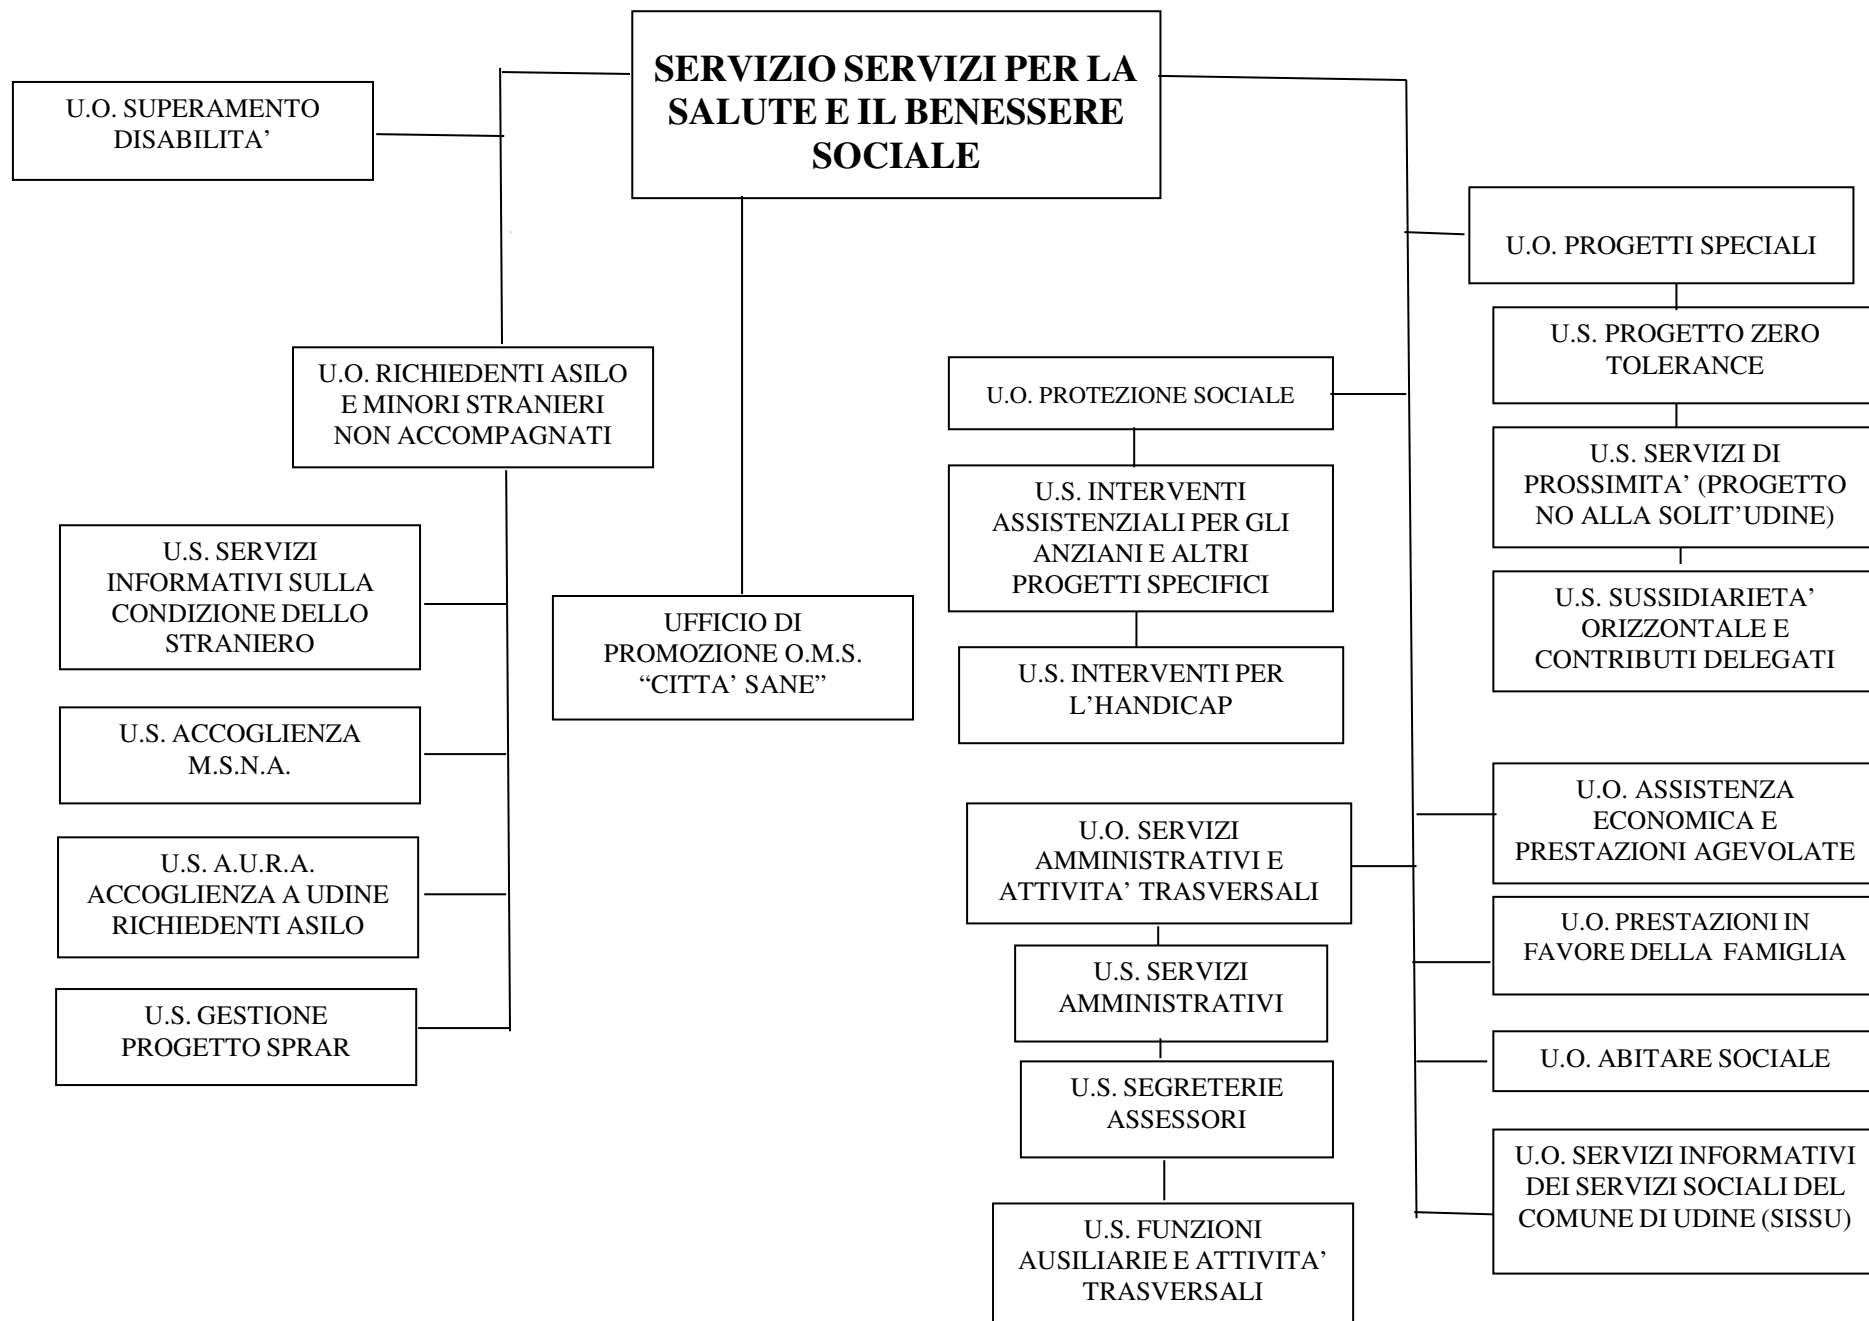 SERVIZIO SERVIZI PER LA
SALUTE E IL BENESSERE
SOCIALE
U.O. SUPERAMENTO
DISABILITA’
U.O. RICHIEDENTI ASILO
E MINORI STRANIERI
NON ACCOMPAGNATI
U.S. SERVIZI
INFORMATIVI SULLA
CONDIZIONE DELLO
STRANIERO
U.S. ACCOGLIENZA
M.S.N.A.
U.S. A.U.R.A.
ACCOGLIENZA A UDINE
RICHIEDENTI ASILO
U.S. GESTIONE
PROGETTO SPRAR
UFFICIO DI
PROMOZIONE O.M.S.
“CITTA’ SANE”
U.O. PROTEZIONE SOCIALE
U.S. INTERVENTI
ASSISTENZIALI PER GLI
ANZIANI E ALTRI
PROGETTI SPECIFICI
U.S. INTERVENTI PER
L’HANDICAP
U.O. SERVIZI
AMMINISTRATIVI E
ATTIVITA’ TRASVERSALI
U.S. SERVIZI
AMMINISTRATIVI
U.S. SEGRETERIE
ASSESSORI
U.S. FUNZIONI
AUSILIARIE E ATTIVITA’
TRASVERSALI
U.O. PROGETTI SPECIALI
U.S. PROGETTO ZERO
TOLERANCE
U.S. SERVIZI DI
PROSSIMITA’ (PROGETTO
NO ALLA SOLIT’UDINE)
U.S. SUSSIDIARIETA’
ORIZZONTALE E
CONTRIBUTI DELEGATI
U.O. ASSISTENZA
ECONOMICA E
PRESTAZIONI AGEVOLATE
U.O. PRESTAZIONI IN
FAVORE DELLA FAMIGLIA
U.O. ABITARE SOCIALE
U.O. SERVIZI INFORMATIVI
DEI SERVIZI SOCIALI DEL
COMUNE DI UDINE (SISSU)